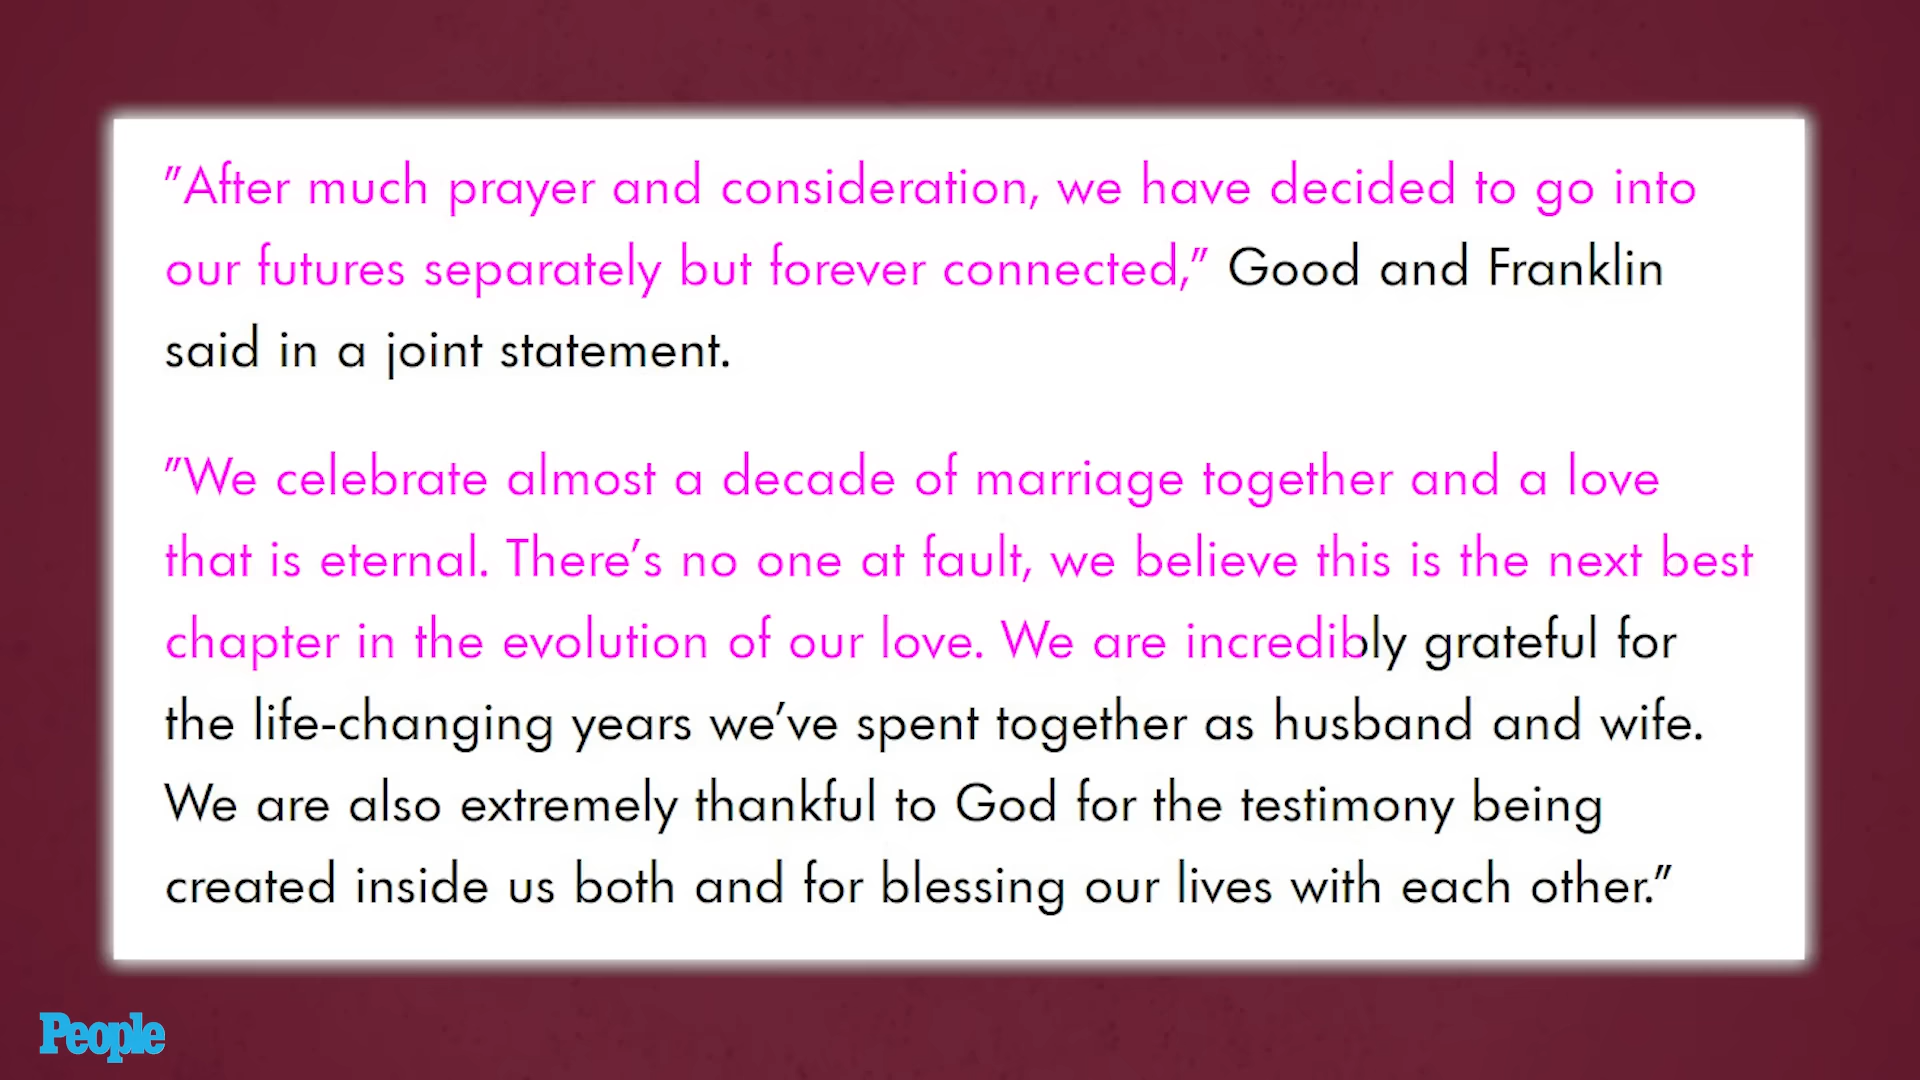 "After much prayer and consideration, we have decided to go into
our futures separately but forever connected," Good and Franklin
said in a joint statement.
"We celebrate almost a decade of marriage together and a love
that is eternal. There's no one at fault, we believe this is the next best
chapter in the evolution of our love. We are incredibly grateful for
the life-changing years we've spent together as husband and wife.
We are also extremely thankful to God for the testimony being
created inside us both and for blessing our lives with each other."
People